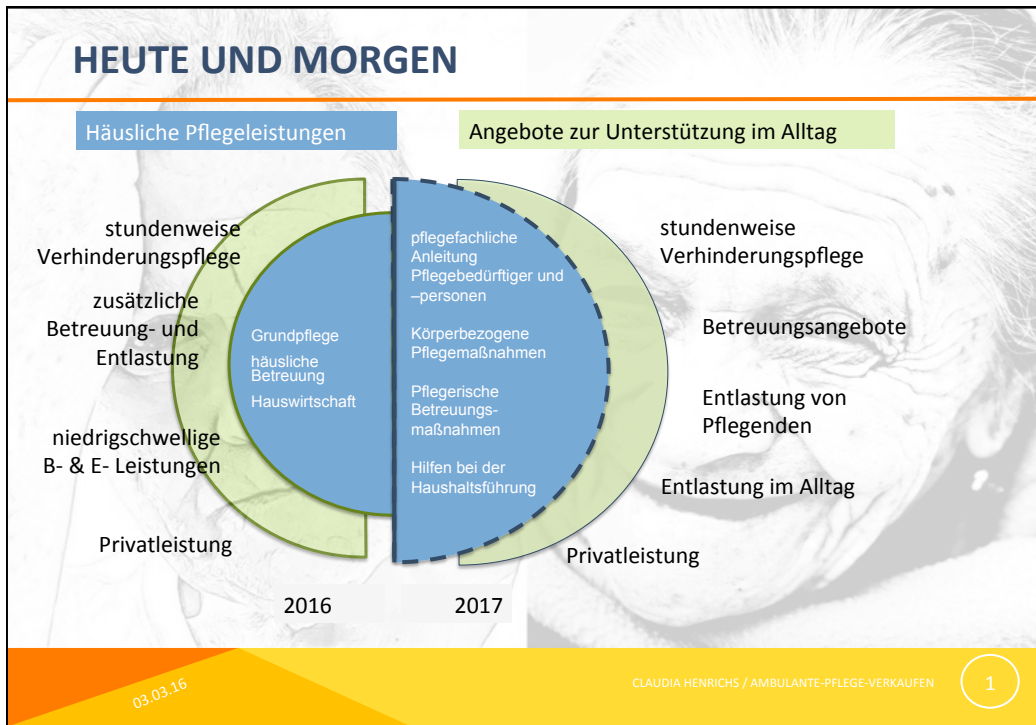 HEUTE UND MORGEN
Häusliche Pflegeleistungen
Angebote zur Unterstützung im Alltag
stundenweise
Verhinderungspflege
zusätzliche
Betreuung- und
Entlastung
niedrigschwellige
B- & E- Leistungen
Privatleistung
Grundpflege
häusliche
Betreuung
Hauswirtschaft
pflegefachliche
Anleitung
Pflegebedürftiger und
–personen
Körperbezogene
Pflegemaßnahmen
Pflegerische
Betreuungs-
maßnahmen
Hilfen bei der
Haushaltsführung
stundenweise
Verhinderungspflege
Betreuungsangebote
Entlastung von
Pflegenden
Entlastung im Alltag
Privatleistung
2016
2017
03.03.16
CLAUDIA HENRICHS / AMBULANTE-PFLEGE-VERKAUFEN
1